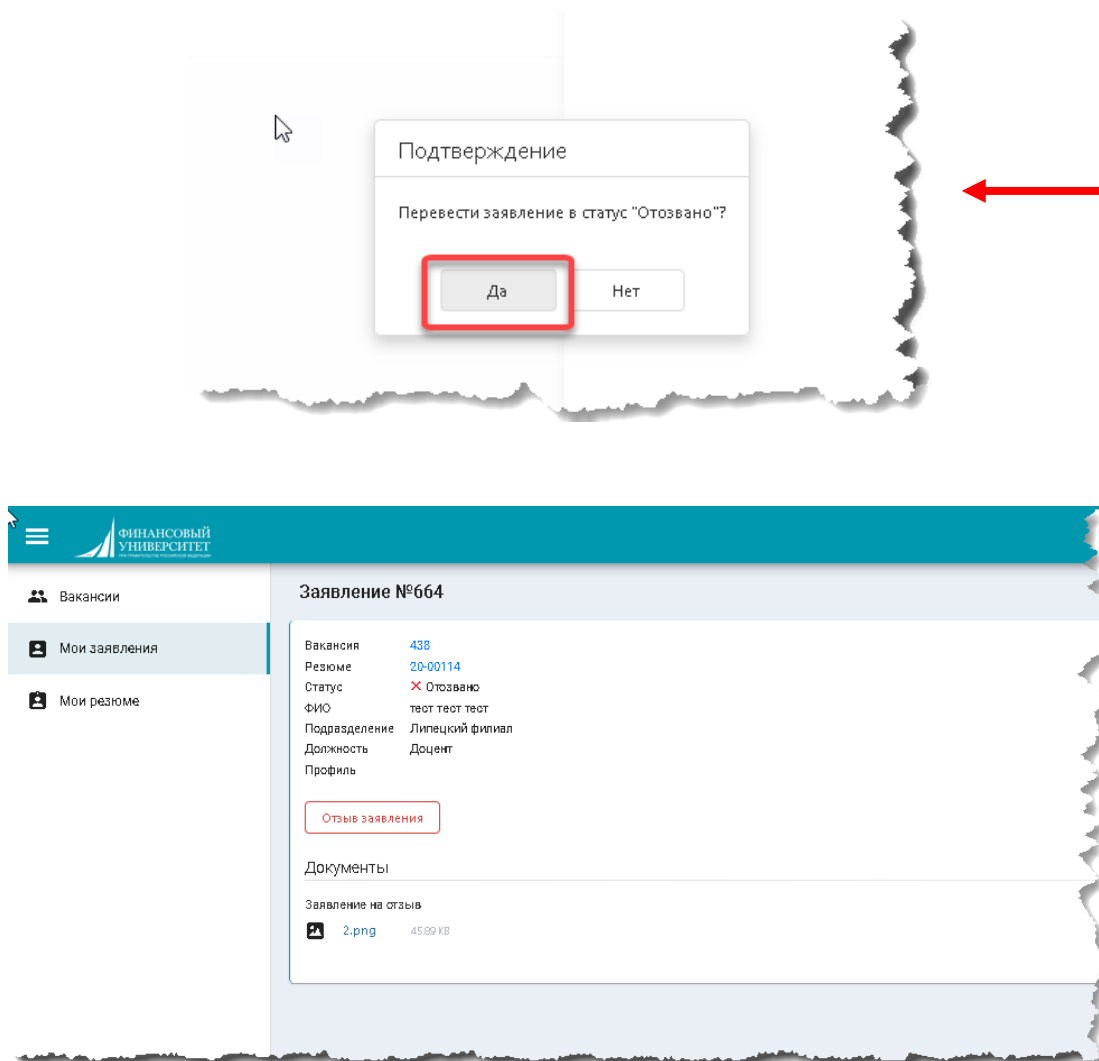 Подтверждение
Перевести заявление в статус "Отозвано"?
Да Нет
ФИНАНСОВЫЙ
УНИВЕРСИТЕТ
Вакансии
Мои заявления
Мои резюме
Заявление №664
Вакансия 438
Резюме 20-00114
Статус Отозвано
ФИО тест тест тест
Подразделение Липецкий филиал
Должность Доцент
Профиль
Отзыв заявления
Документы
Заявление на отзыв
2.png 45.89 KB